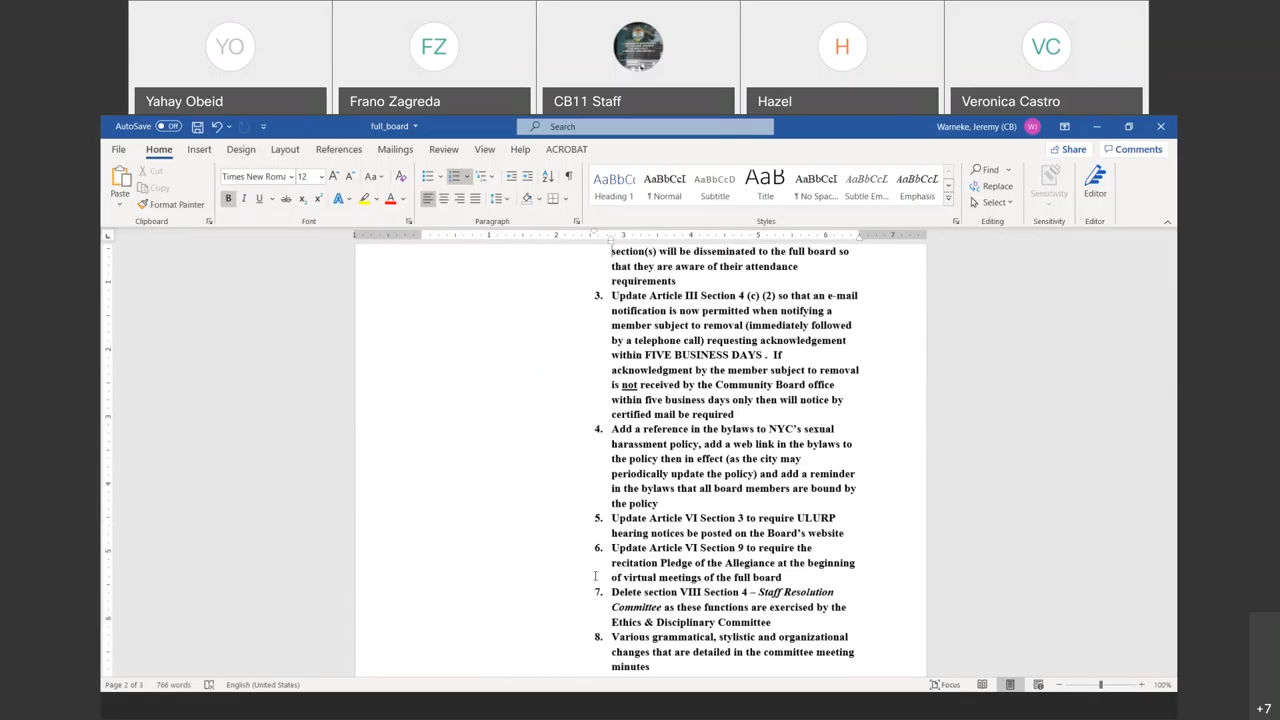 YO
FZ
H
VC
Yahay Obeid
Frano Zagreda
CB11 Staff
Hazel
Veronica Castro
AutoSave Off
full_board
Search
Warneke, Jeremy (CB) WJ
File Home Insert Design Layout References Mailings Review View Help ACROBAT
Share Comments
Paste
Cut
Copy
Format Painter
Clipboard
Times New Roma 12
Font
Paragraph
AaBbCc Heading 1
AaBbCcI ¶ Normal
AaBbCcD Subtitle
AaB Title
AaBbCcI ¶ No Spac...
AaBbCcI Subtle Em...
AaBbCcI Emphasis
Styles
Find
Replace
Select
Editing
Sensitivity
Sensitivity
Editor
Editor
section(s) will be disseminated to the full board so
that they are aware of their attendance
requirements
3. Update Article III Section 4 (c) (2) so that an e-mail
notification is now permitted when notifying a
member subject to removal (immediately followed
by a telephone call) requesting acknowledgement
within FIVE BUSINESS DAYS . If
acknowledgment by the member subject to removal
is not received by the Community Board office
within five business days only then will notice by
certified mail be required
4. Add a reference in the bylaws to NYC's sexual
harassment policy, add a web link in the bylaws to
the policy then in effect (as the city may
periodically update the policy) and add a reminder
in the bylaws that all board members are bound by
the policy
5. Update Article VI Section 3 to require ULURP
hearing notices be posted on the Board's website
6. Update Article VI Section 9 to require the
recitation Pledge of the Allegiance at the beginning
of virtual meetings of the full board
7. Delete section VIII Section 4 – Staff Resolution
Committee as these functions are exercised by the
Ethics & Disciplinary Committee
8. Various grammatical, stylistic and organizational
changes that are detailed in the committee meeting
minutes
Page 2 of 3 766 words English (United States)
Focus 100%
+7